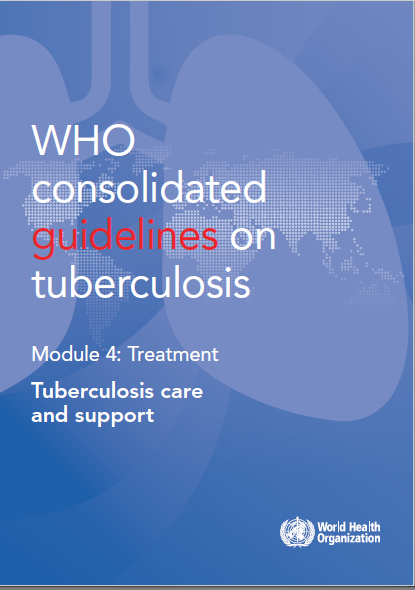 WHO
consolidated
guidelines on
tuberculosis
Module 4: Treatment
Tuberculosis care
and support
World Health
Organization